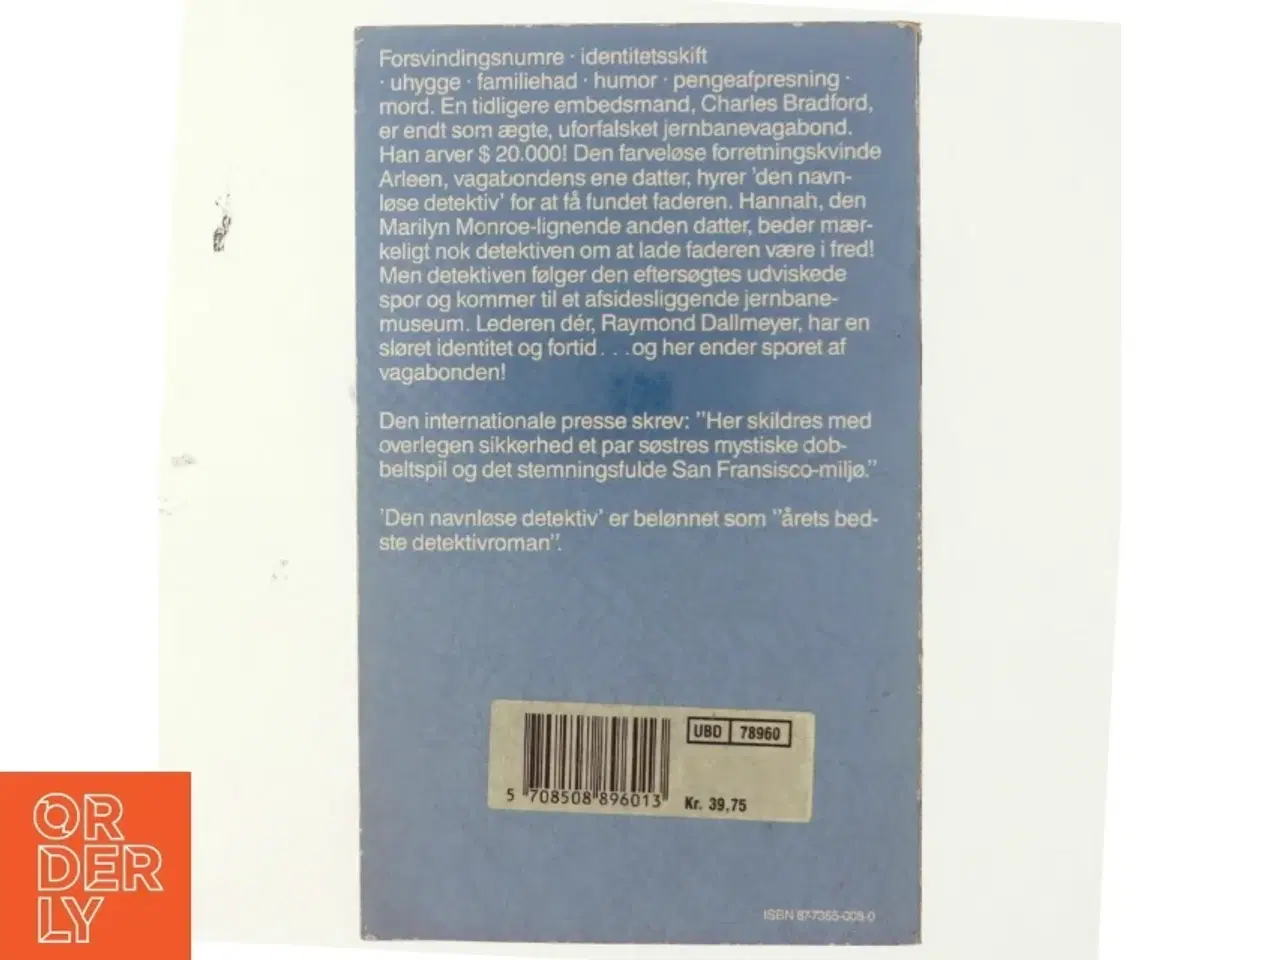 Forsvindingsnumre · identitetsskift
· uhygge · familiehad · humor · pengeafpresning ·
mord. En tidligere embedsmand, Charles Bradford,
er endt som ægte, uforfalsket jernbanevagabond.
Han arver $ 20.000! Den farveløse forretningskvinde
Arleen, vagabondens ene datter, hyrer 'den navn-
løse detektiv' for at få fundet faderen. Hannah, den
Marilyn Monroe-lignende anden datter, beder mær-
keligt nok detektiven om at lade faderen være i fred!
Men detektiven følger den eftersøgtes udviskede
spor og kommer til et afsidesliggende jernbane-
museum. Lederen dér, Raymond Dallmeyer, har en
sløret identitet og fortid. . .og her ender sporet af
vagabonden!
Den internationale presse skrev: "Her skildres med
overlegen sikkerhed et par søstres mystiske dob-
beltspil og det stemningsfulde San Fransisco-miljø."
'Den navnløse detektiv' er belønnet som "årets bed-
ste detektivroman".
UBD 78960
5 708508 896013
Kr. 39,75
ISBN 87-7355-008-0
ORDERLY